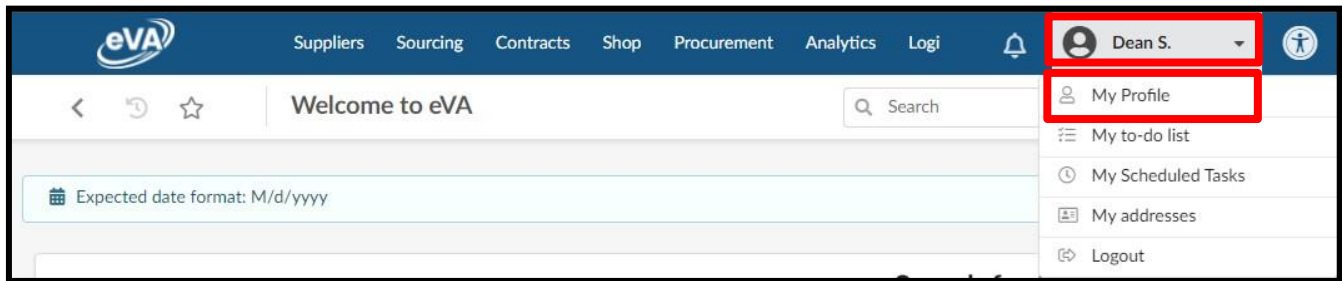 eVA Suppliers Sourcing Contracts Shop Procurement Analytics Logi Dean S.
Welcome to eVA Search
My Profile
My to-do list
My Scheduled Tasks
My addresses
Logout
Expected date format: M/d/yyyy